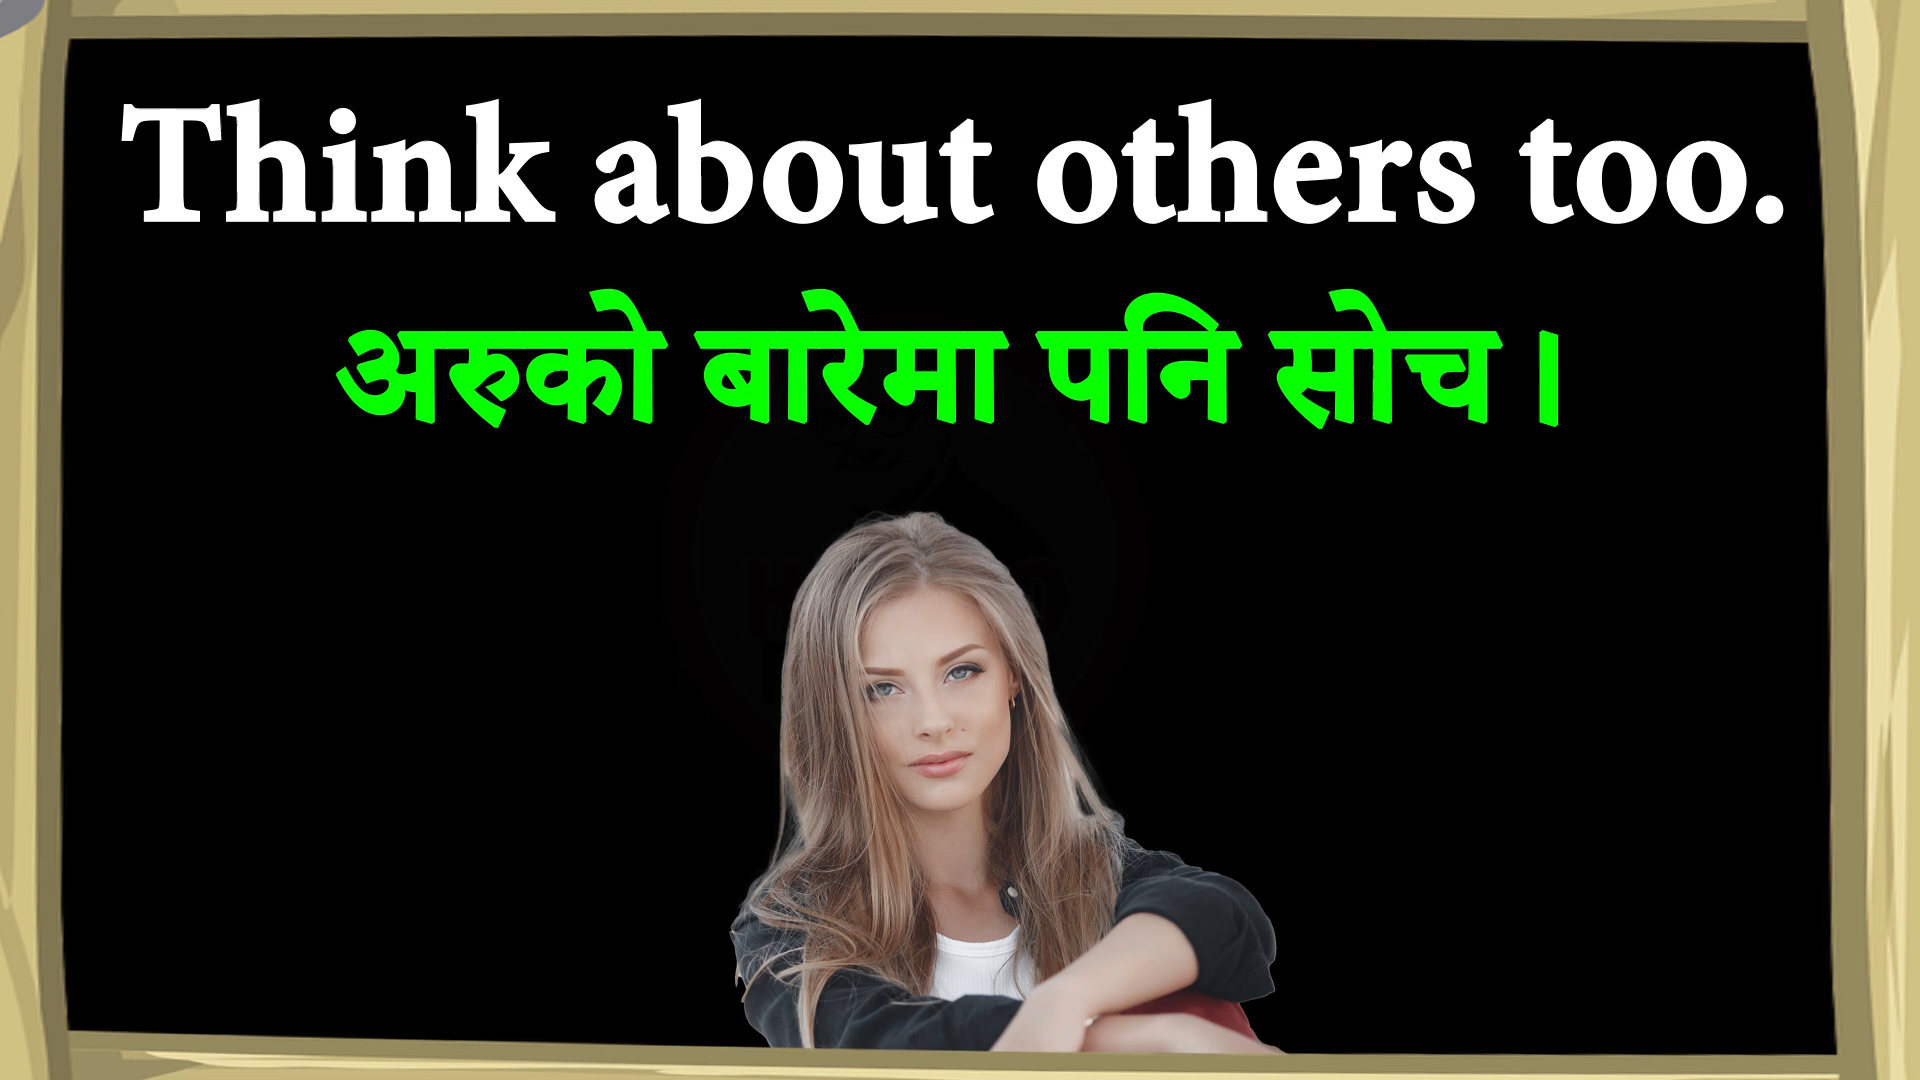 Think about others too.
अरुको बारेमा पनि सोच ।